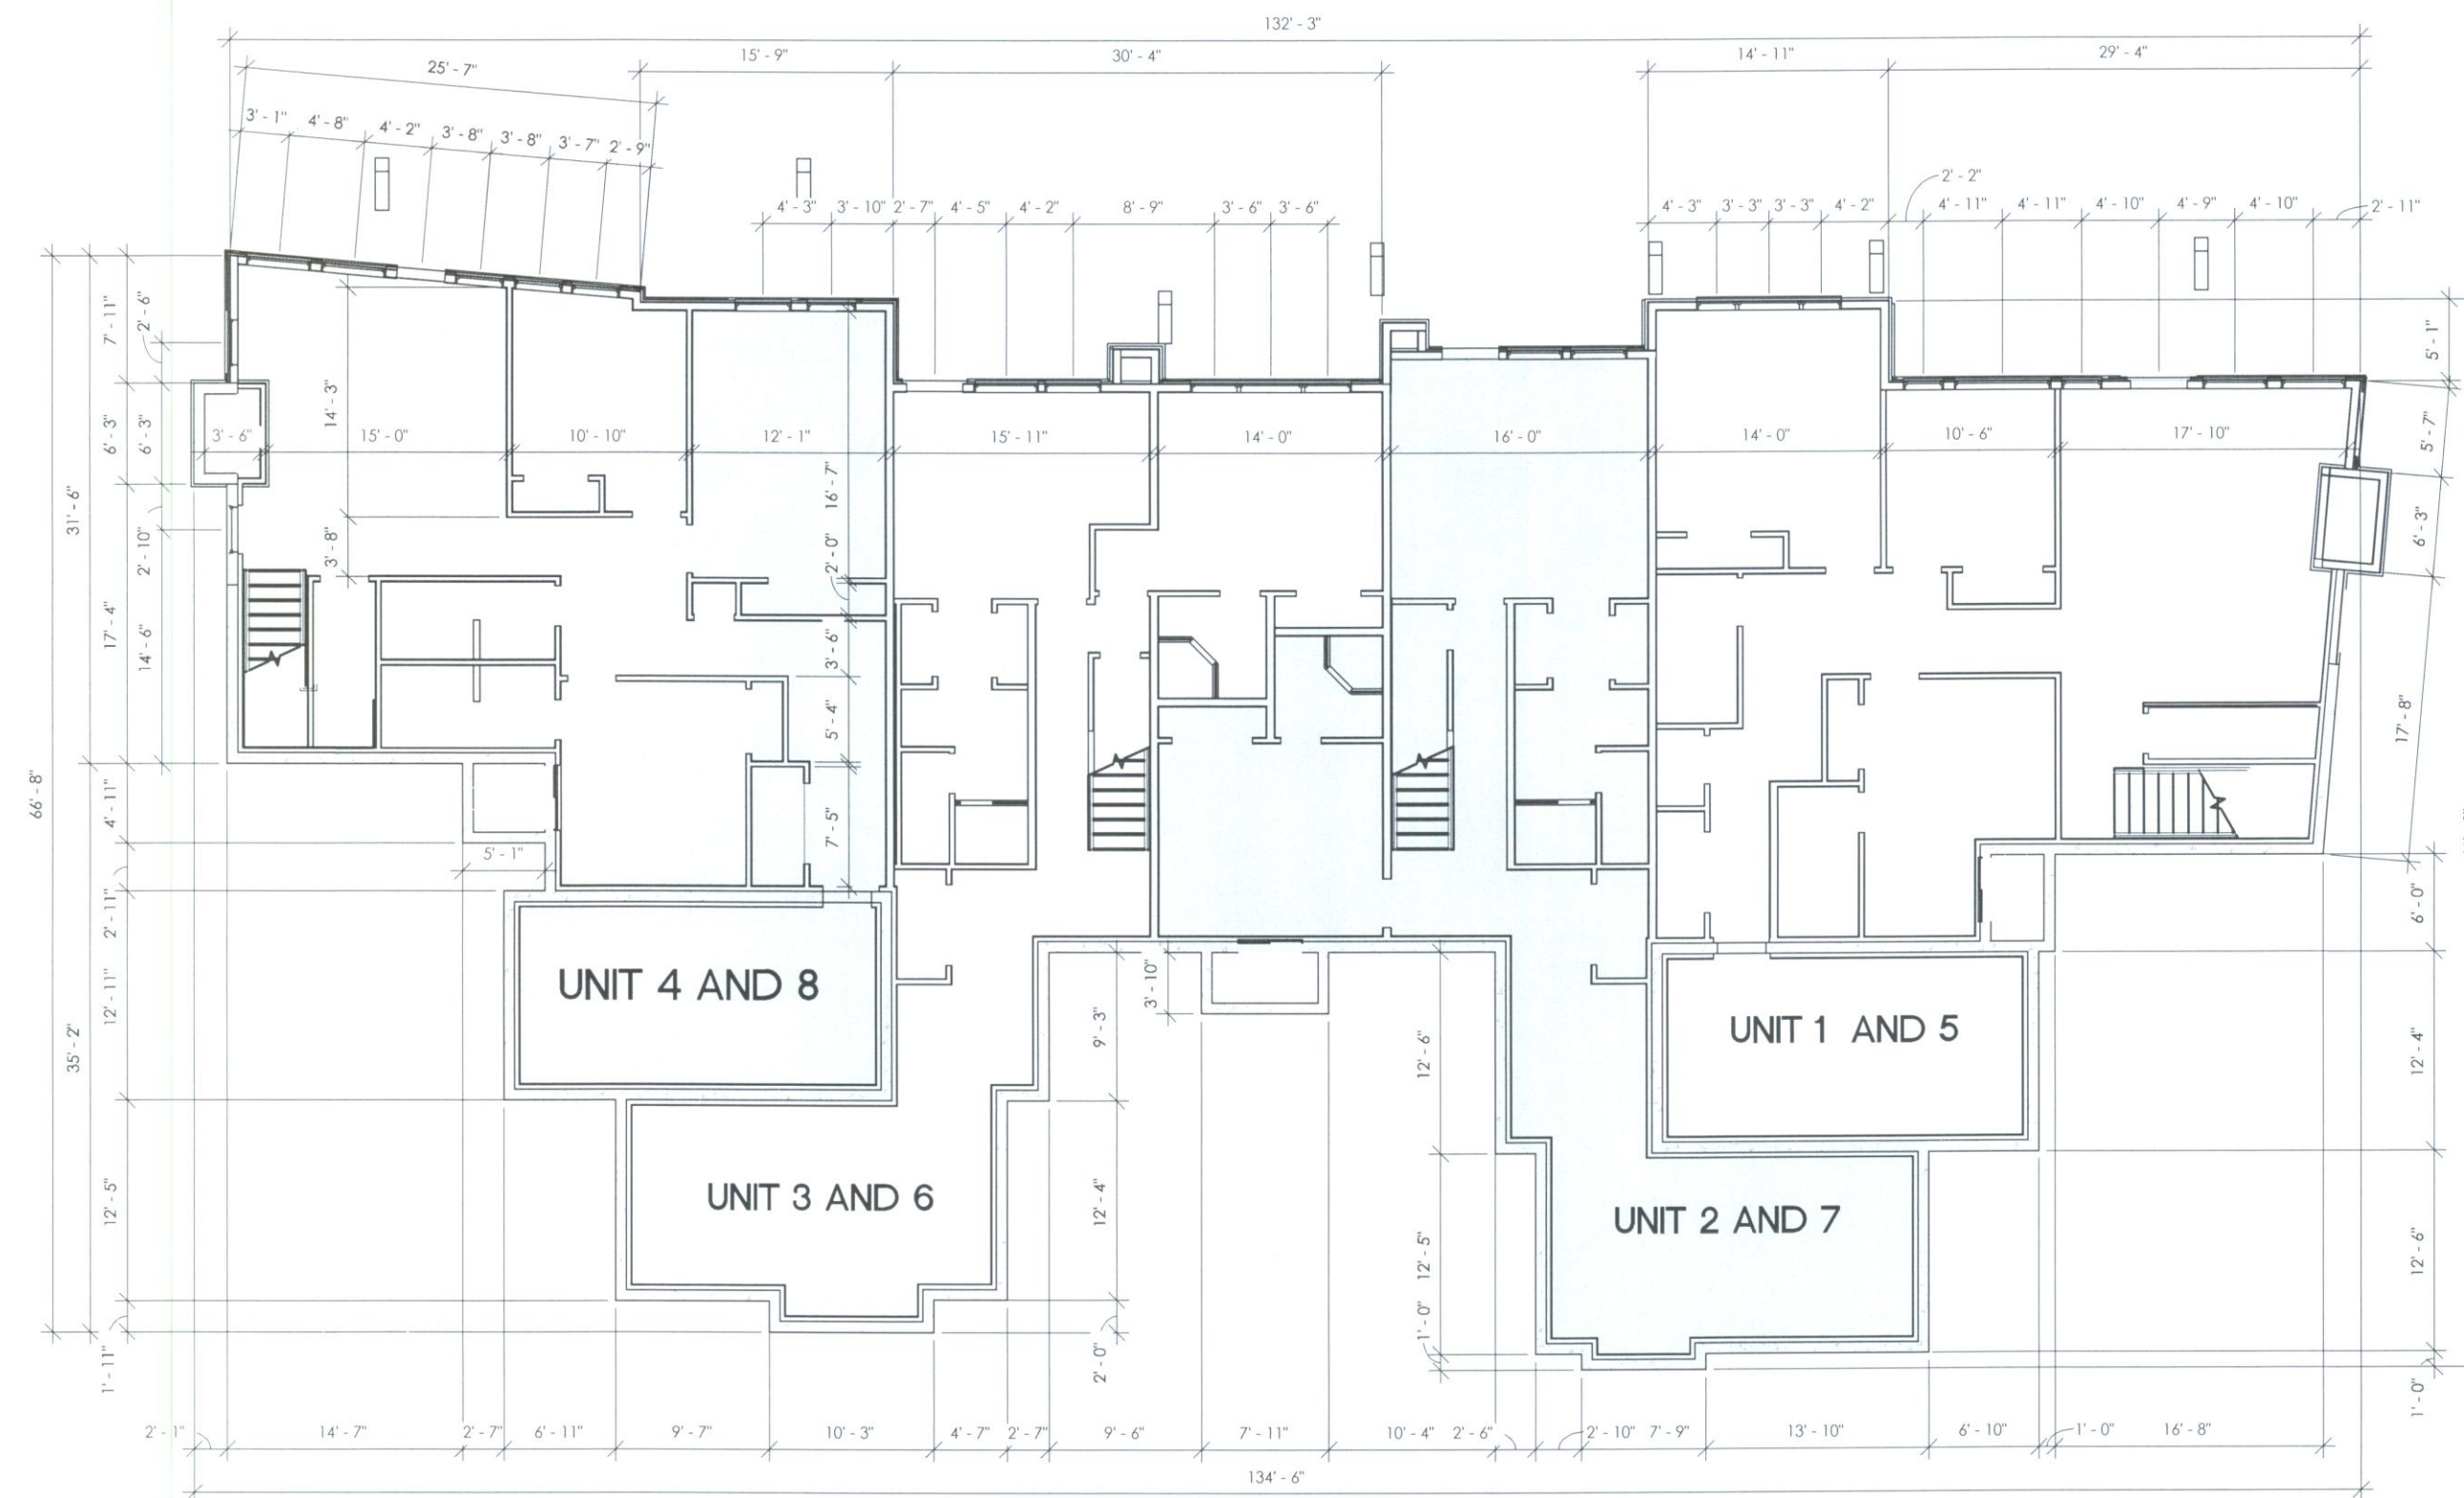 132' - 3"
15' - 9"
30' - 4"
14' - 11"
29' - 4"
25' - 7"
3' - 1"
4' - 8"
4' - 2"
3' - 8"
3' - 8"
3' - 7"
2' - 9"
2' - 2"
4' - 3"
3' - 10"
2' - 7"
4' - 5"
4' - 2"
8' - 9"
3' - 6"
3' - 6"
4' - 3"
3' - 3"
3' - 3"
4' - 2"
4' - 11"
4' - 11"
4' - 10"
4' - 9"
4' - 10"
2' - 11"
7' - 11"
2' - 6"
5' - 1"
14' - 3"
6' - 3"
6' - 3"
3' - 6"
15' - 0"
10' - 10"
12' - 1"
15' - 11"
14' - 0"
16' - 0"
14' - 0"
10' - 6"
17' - 10"
5' - 7"
16' - 7"
31' - 6"
6' - 3"
2' - 10"
3' - 8"
2' - 0"
17' - 4"
14' - 6"
3' - 6"
5' - 4"
17' - 8"
66' - 8"
4' - 11"
7' - 5"
5' - 1"
2' - 11"
6' - 0"
UNIT 4 AND 8
12' - 11"
3' - 10"
9' - 3"
UNIT 1 AND 5
35' - 2"
12' - 6"
12' - 4"
UNIT 3 AND 6
12' - 5"
12' - 4"
UNIT 2 AND 7
12' - 5"
12' - 6"
1' - 0"
1' - 11"
2' - 0"
1' - 0"
2' - 1"
14' - 7"
2' - 7"
6' - 11"
9' - 7"
10' - 3"
4' - 7"
2' - 7"
9' - 6"
7' - 11"
10' - 4"
2' - 6"
2' - 10"
7' - 9"
13' - 10"
6' - 10"
1' - 0"
16' - 8"
134' - 6"